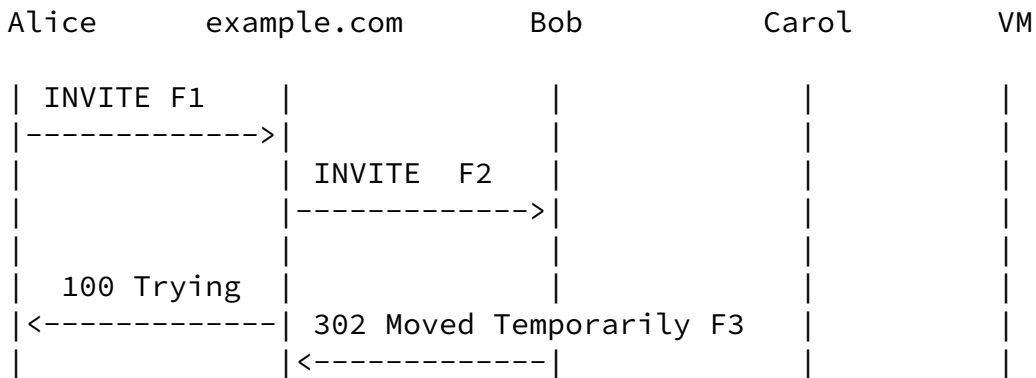 Alice example.com Bob Carol VM
INVITE F1
INVITE F2
100 Trying
302 Moved Temporarily F3